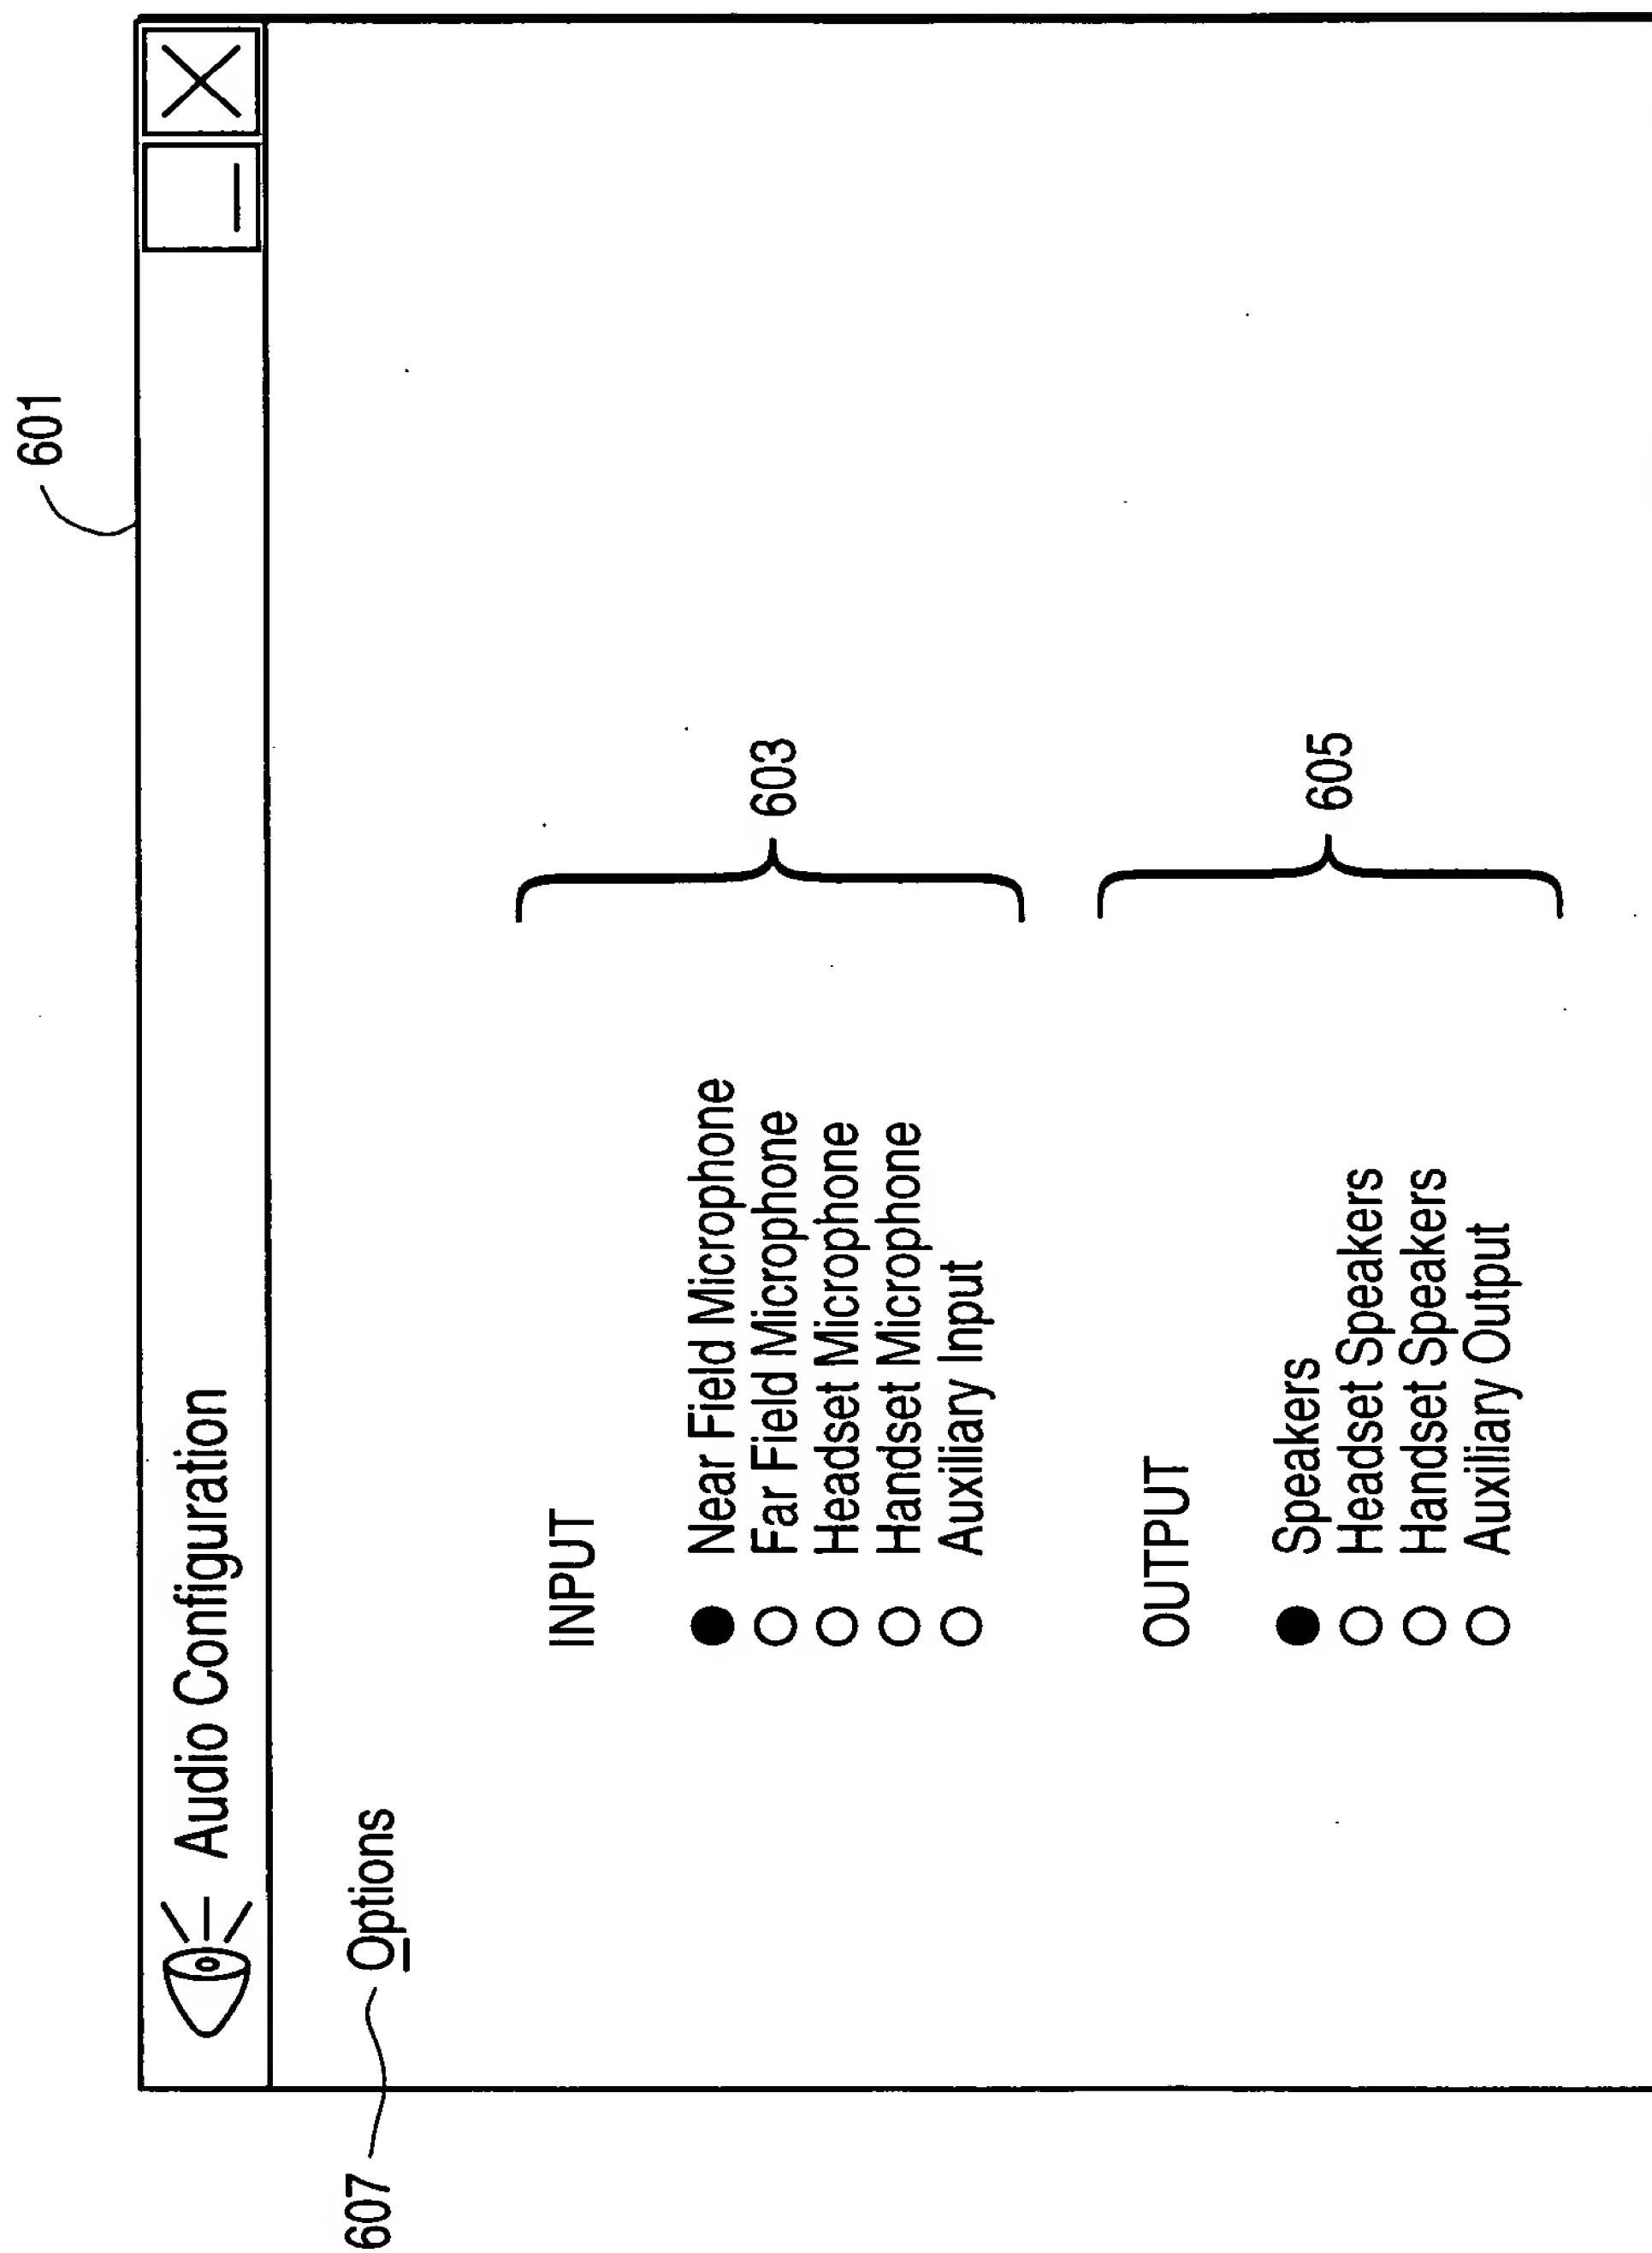 601
Audio Configuration
607
Options
INPUT
Near Field Microphone
Far Field Microphone
Headset Microphone
Handset Microphone
Auxiliary Input
603
OUTPUT
Speakers
Headset Speakers
Handset Speakers
Auxiliary Output
605